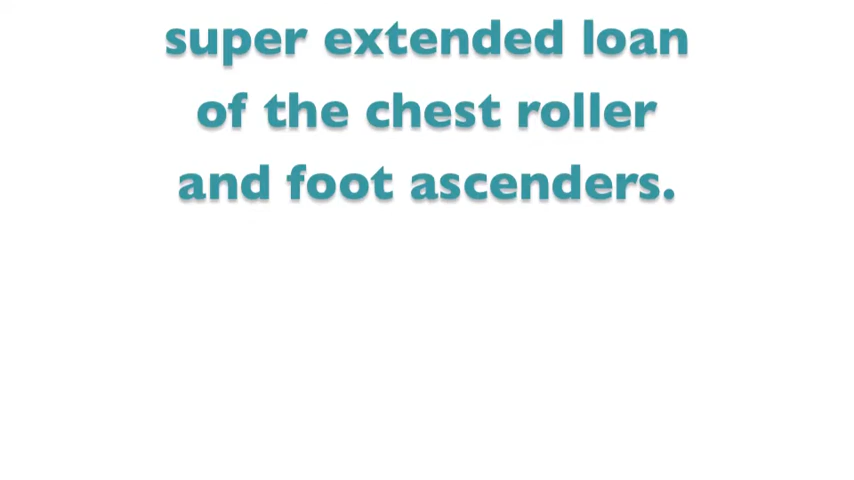 super extended loan
of the chest roller
and foot ascenders.